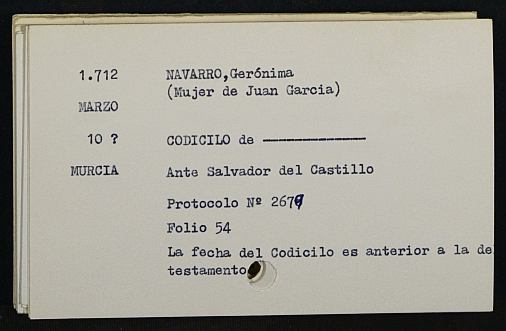 1.712 NAVARRO,Gerónima
(Mujer de Juan Garcia)
MARZO
10 ? CODICILO de ———————
MURCIA Ante Salvador del Castillo
Protocolo Nº 2679
Folio 54
La fecha del Codicilo es anterior a la de
testamento